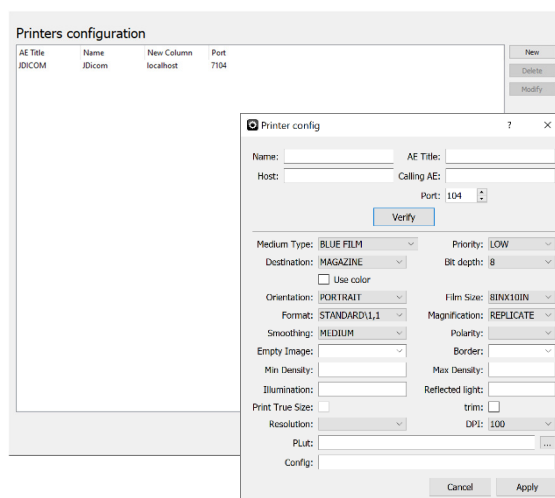 Printers configuration
AE Title Name New Column Port
JDICOM JDicom localhost 7104
New
Delete
Modify
Printer config ? ×
Name: AE Title:
Host: Calling AE:
Port: 104
Verify
Medium Type: BLUE FILM Priority: LOW
Destination: MAGAZINE Bit depth: 8
Use color
Orientation: PORTRAIT Film Size: 8INX10IN
Format: STANDARD\1,1 Magnification: REPLICATE
Smoothing: MEDIUM Polarity:
Empty Image: Border:
Min Density: Max Density:
Illumination: Reflected light:
Print True Size: trim:
Resolution: DPI: 100
PLut: ...
Config:
Cancel Apply